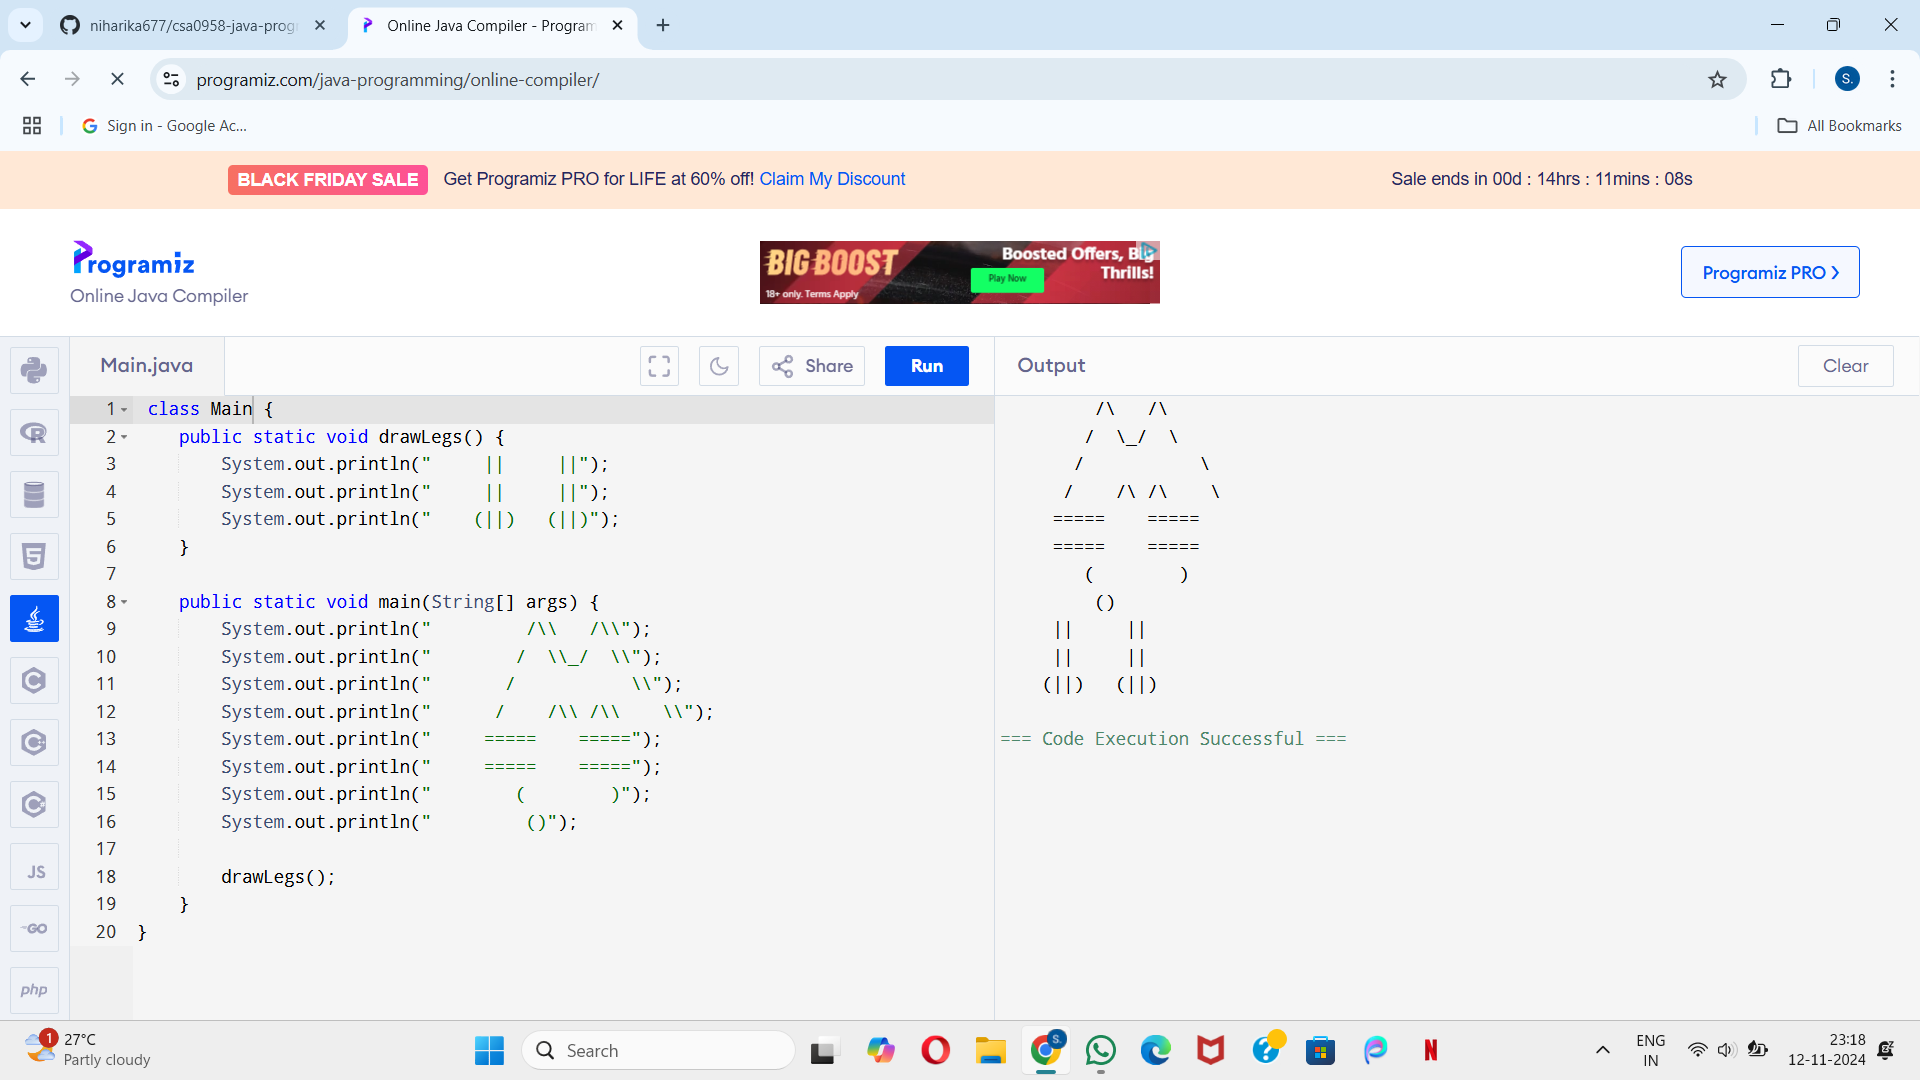 niharika677/csa0958-java-progr
Online Java Compiler - Program
programiz.com/java-programming/online-compiler/
S.
Sign in - Google Ac...
All Bookmarks
BLACK FRIDAY SALE Get Programiz PRO for LIFE at 60% off! Claim My Discount
Sale ends in 00d : 14hrs : 11mins : 08s
Programiz
Online Java Compiler
BIG BOOST
18+ only. Terms Apply
Play Now
Boosted Offers, Big
Thrills!
Programiz PRO
Main.java
Share
Run
Output
Clear
1 class Main {
2     public static void drawLegs() {
3         System.out.println("     ||     ||");
4         System.out.println("     ||     ||");
5         System.out.println("    (||)   (||)");
6     }
7
8     public static void main(String[] args) {
9         System.out.println("         /\\   /\\");
10         System.out.println("        /  \\_/  \\");
11         System.out.println("       /           \\");
12         System.out.println("      /    /\\ /\\    \\");
13         System.out.println("     =====    =====");
14         System.out.println("     =====    =====");
15         System.out.println("        (        )");
16         System.out.println("         ()");
17
18         drawLegs();
19     }
20 }
         /\   /\
        /  \_/  \
       /           \
      /    /\ /\    \
     =====    =====
     =====    =====
        (        )
         ()
     ||     ||
     ||     ||
    (||)   (||)
=== Code Execution Successful ===
JS
GO
php
1
27°C
Partly cloudy
Search
S.
ENG
IN
23:18
12-11-2024